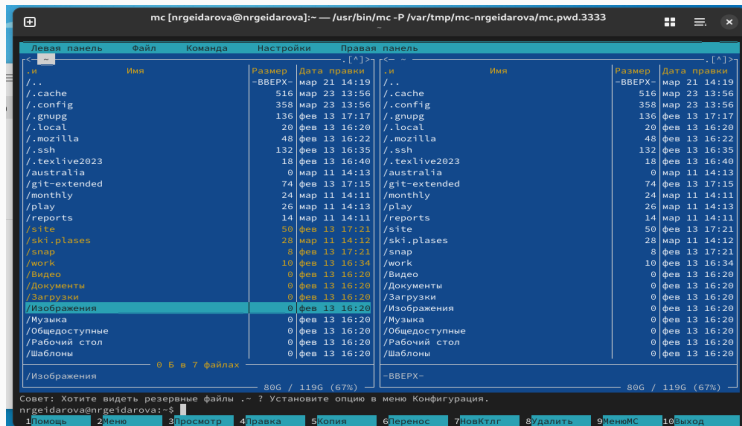 mc [nrgeidarova@nrgeidarova]:~ — /usr/bin/mc -P /var/tmp/mc-nrgeidarova/mc.pwd.3333
Левая панель Файл Команда Настройки Правая панель
<— ~ .[^]> <— ~ .[^]>
.и Имя Размер Дата правки .и Имя Размер Дата правки
/.. -ВВЕРХ- мар 21 14:19 /.. -ВВЕРХ- мар 21 14:19
/.cache 516 мар 23 13:56 /.cache 516 мар 23 13:56
/.config 358 мар 23 13:56 /.config 358 мар 23 13:56
/.gnupg 136 фев 13 17:17 /.gnupg 136 фев 13 17:17
/.local 20 фев 13 16:20 /.local 20 фев 13 16:20
/.mozilla 48 фев 13 16:22 /.mozilla 48 фев 13 16:22
/.ssh 132 фев 13 16:35 /.ssh 132 фев 13 16:35
/.texlive2023 18 фев 13 16:40 /.texlive2023 18 фев 13 16:40
/australia 0 мар 11 14:13 /australia 0 мар 11 14:13
/git-extended 74 фев 13 17:15 /git-extended 74 фев 13 17:15
/monthly 24 мар 11 14:11 /monthly 24 мар 11 14:11
/play 26 мар 11 14:13 /play 26 мар 11 14:13
/reports 14 мар 11 14:11 /reports 14 мар 11 14:11
/site 50 фев 13 17:21 /site 50 фев 13 17:21
/ski.plases 28 мар 11 14:12 /ski.plases 28 мар 11 14:12
/snap 8 фев 13 17:21 /snap 8 фев 13 17:21
/work 10 фев 13 16:34 /work 10 фев 13 16:34
/Видео 0 фев 13 16:20 /Видео 0 фев 13 16:20
/Документы 0 фев 13 16:20 /Документы 0 фев 13 16:20
/Загрузки 0 фев 13 16:20 /Загрузки 0 фев 13 16:20
/Изображения 0 фев 13 16:20 /Изображения 0 фев 13 16:20
/Музыка 0 фев 13 16:20 /Музыка 0 фев 13 16:20
/Общедоступные 0 фев 13 16:20 /Общедоступные 0 фев 13 16:20
/Рабочий стол 0 фев 13 16:20 /Рабочий стол 0 фев 13 16:20
/Шаблоны 0 фев 13 16:20 /Шаблоны 0 фев 13 16:20
0 Б в 7 файлах
/Изображения -ВВЕРХ-
80G / 119G (67%) 80G / 119G (67%)
Совет: Хотите видеть резервные файлы .~ ? Установите опцию в меню Конфигурация.
nrgeidarova@nrgeidarova:~$
1Помощь 2Меню 3Просмотр 4Правка 5Копия 6Перенос 7НовКтлг 8Удалить 9МенюMC 10Выход